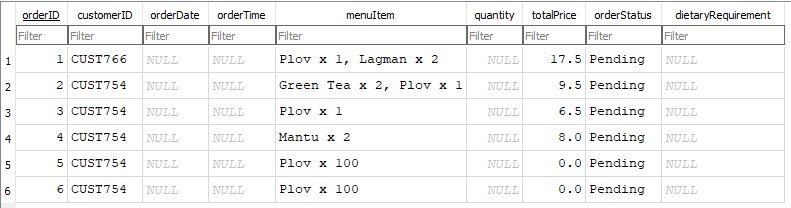 orderID customerID orderDate orderTime menuItem quantity totalPrice orderStatus dietaryRequirement
Filter Filter Filter Filter Filter Filter Filter Filter Filter
1 1 CUST766 NULL NULL Plov x 1, Lagman x 2 NULL 17.5 Pending NULL
2 2 CUST754 NULL NULL Green Tea x 2, Plov x 1 NULL 9.5 Pending NULL
3 3 CUST754 NULL NULL Plov x 1 NULL 6.5 Pending NULL
4 4 CUST754 NULL NULL Mantu x 2 NULL 8.0 Pending NULL
5 5 CUST754 NULL NULL Plov x 100 NULL 0.0 Pending NULL
6 6 CUST754 NULL NULL Plov x 100 NULL 0.0 Pending NULL